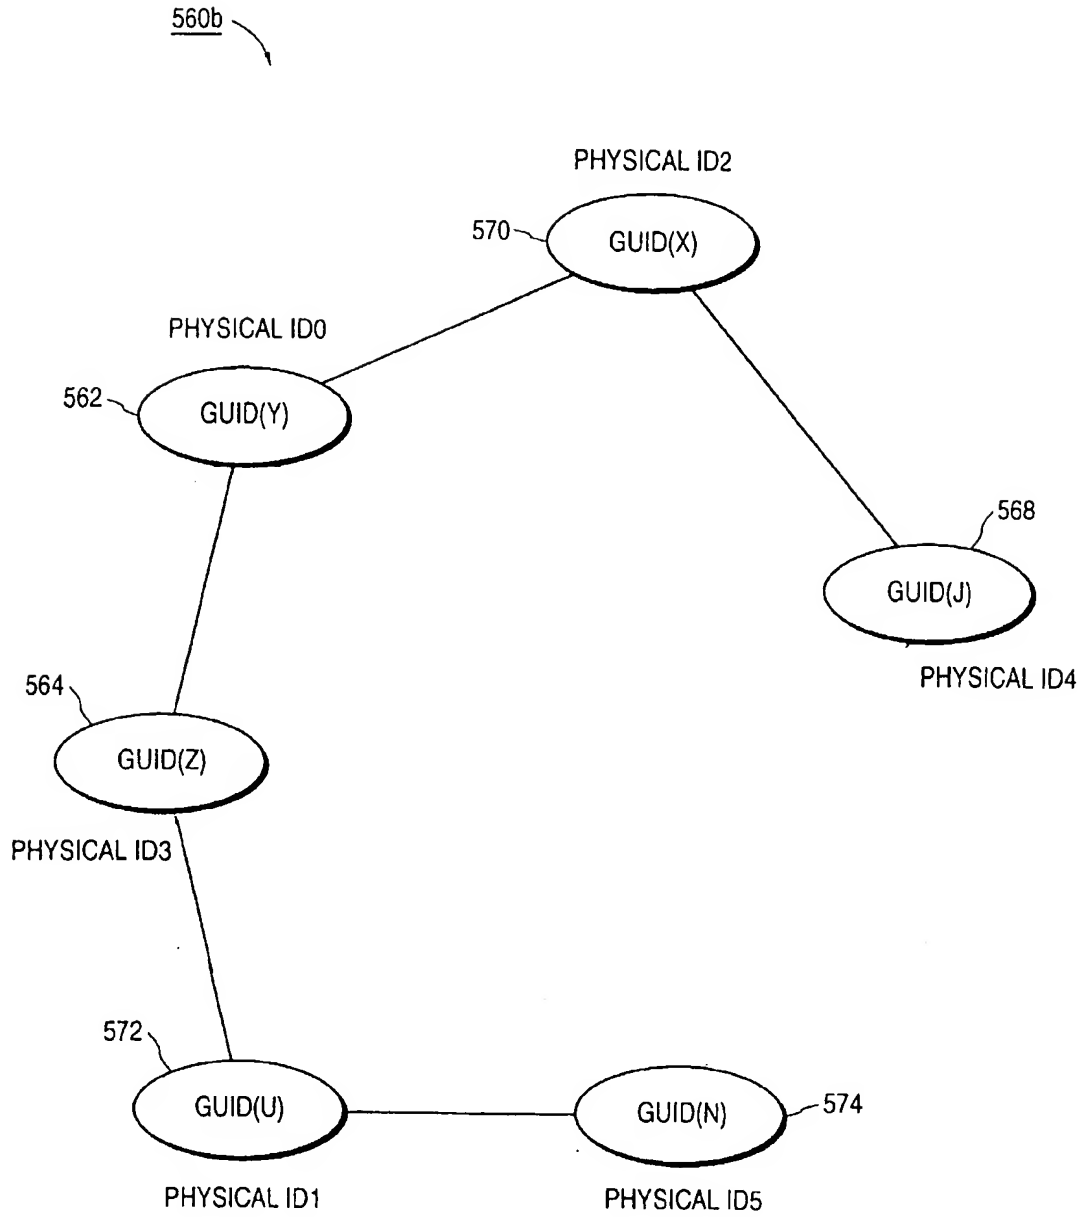 560b
PHYSICAL ID2
570
GUID(X)
PHYSICAL ID0
562
GUID(Y)
568
GUID(J)
PHYSICAL ID4
564
GUID(Z)
PHYSICAL ID3
572
GUID(U)
GUID(N)
574
PHYSICAL ID1
PHYSICAL ID5